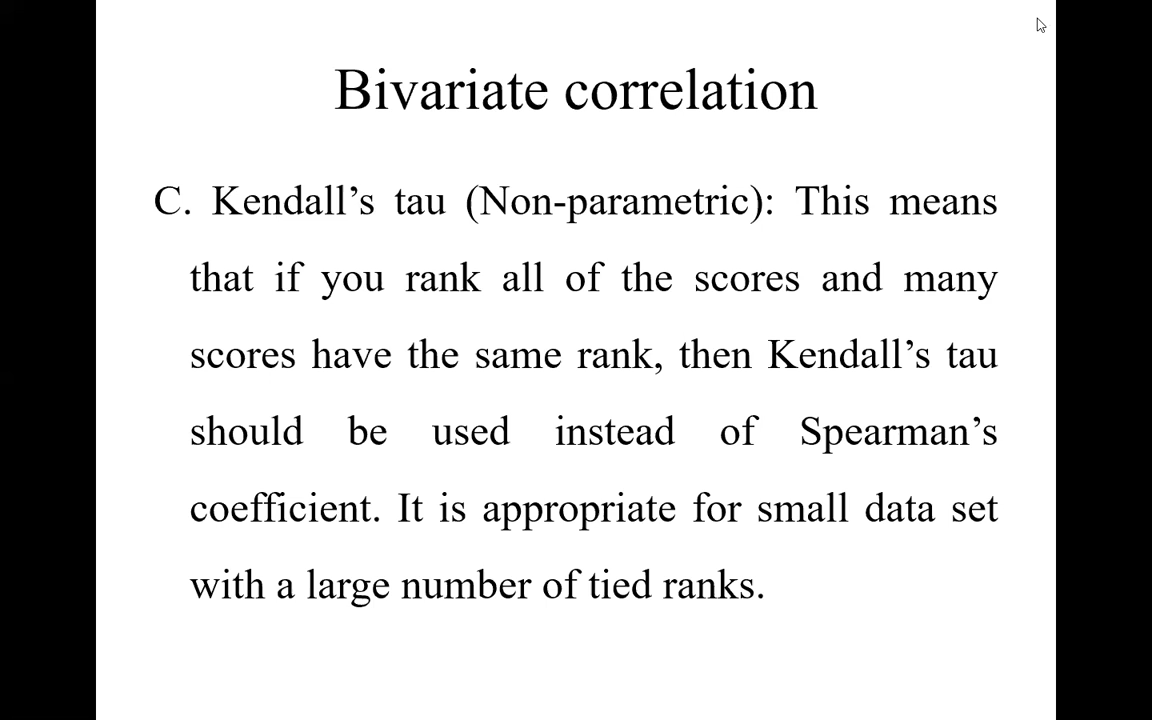 Bivariate correlation
C. Kendall’s tau (Non-parametric): This means
that if you rank all of the scores and many
scores have the same rank, then Kendall’s tau
should be used instead of Spearman’s
coefficient. It is appropriate for small data set
with a large number of tied ranks.